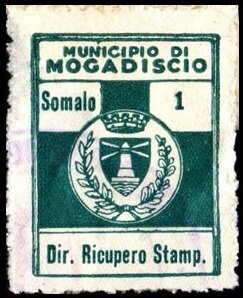 MUNICIPIO DI
MOGADISCIO
Somalo 1
Dir. Ricupero Stamp.